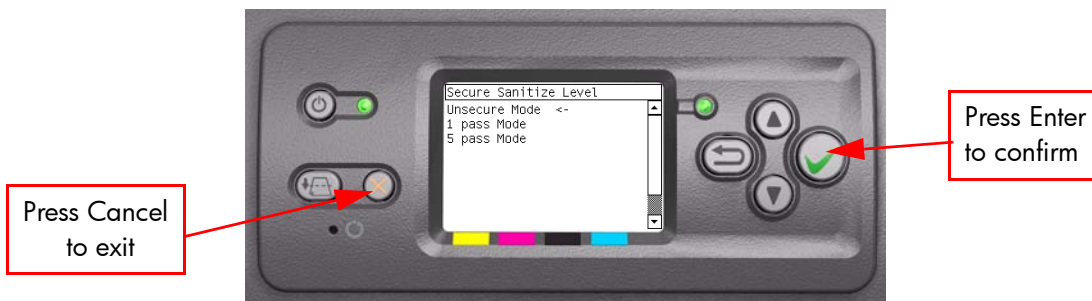 Secure Sanitize Level
Unsecure Mode <-
1 pass Mode
5 pass Mode
Press Enter
to confirm
Press Cancel
to exit